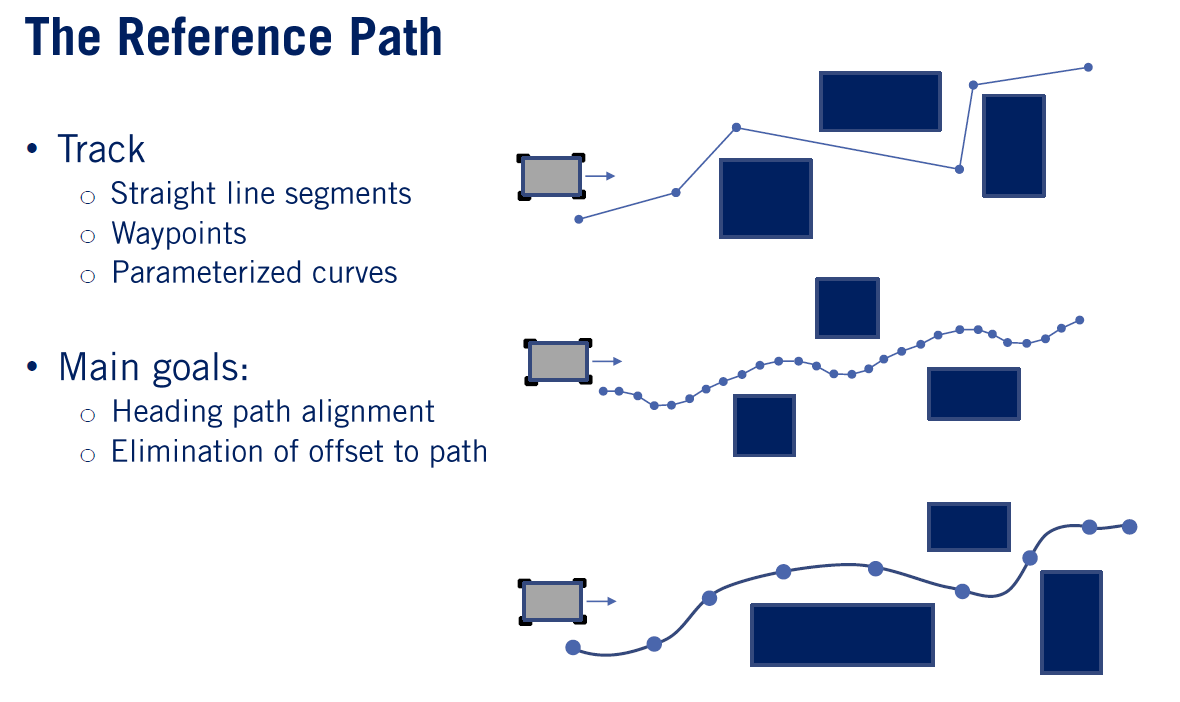 The Reference Path
• Track
○ Straight line segments
○ Waypoints
○ Parameterized curves
• Main goals:
○ Heading path alignment
○ Elimination of offset to path